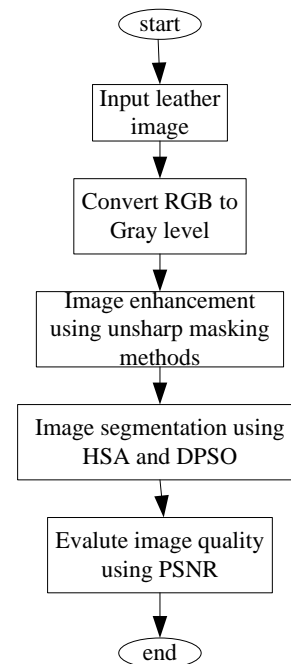 start
Input leather
image
Convert RGB to
Gray level
Image enhancement
using unsharp masking
methods
Image segmentation using
HSA and DPSO
Evalute image quality
using PSNR
end